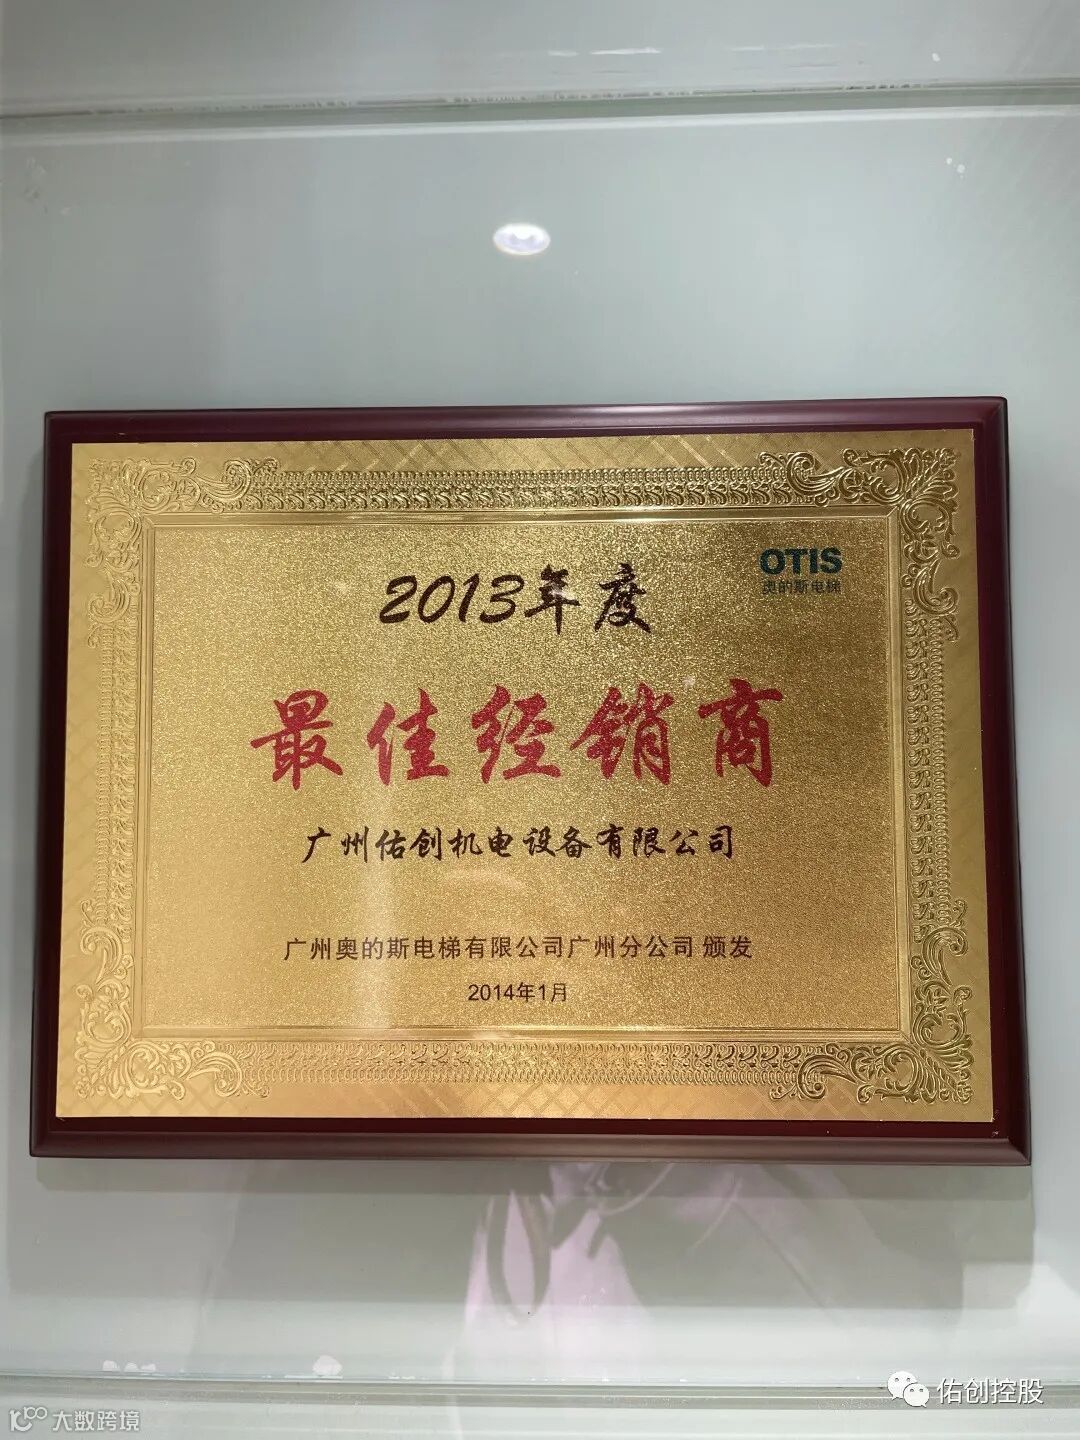 OTIS
奥的斯电梯
2013年度
最佳经销商
广州佑创机电设备有限公司
广州奥的斯电梯有限公司广州分公司 颁发
2014年1月
佑创控股
大数跨境